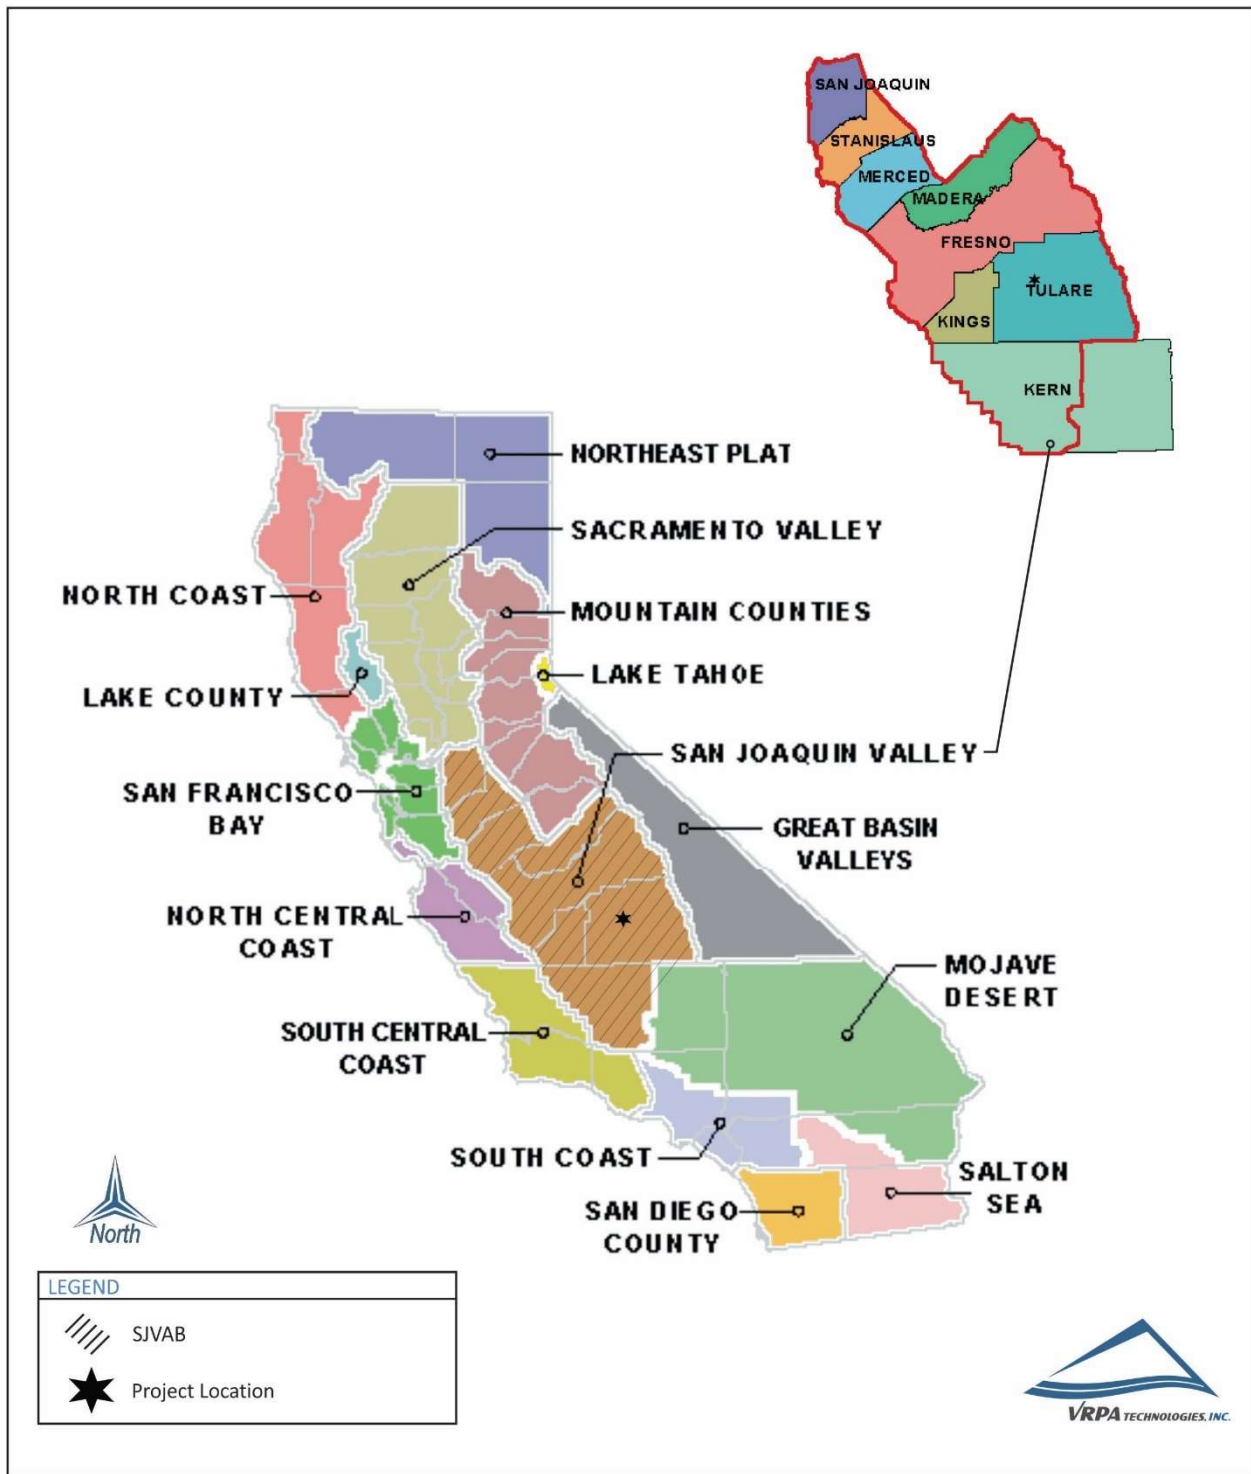 SAN JOAQUIN
STANISLAUS
MERCED
MADERA
FRESNO
TULARE
KINGS
KERN
NORTHEAST PLAT
SACRAMENTO VALLEY
NORTH COAST
MOUNTAIN COUNTIES
LAKE TAHOE
LAKE COUNTY
SAN JOAQUIN VALLEY
SAN FRANCISCO
BAY
GREAT BASIN
VALLEYS
NORTH CENTRAL
COAST
MOJAVE
DESERT
SOUTH CENTRAL
COAST
SOUTH COAST
SALTON
SEA
SAN DIEGO
COUNTY
North
LEGEND
SJVAB
Project Location
VRPA TECHNOLOGIES, INC.